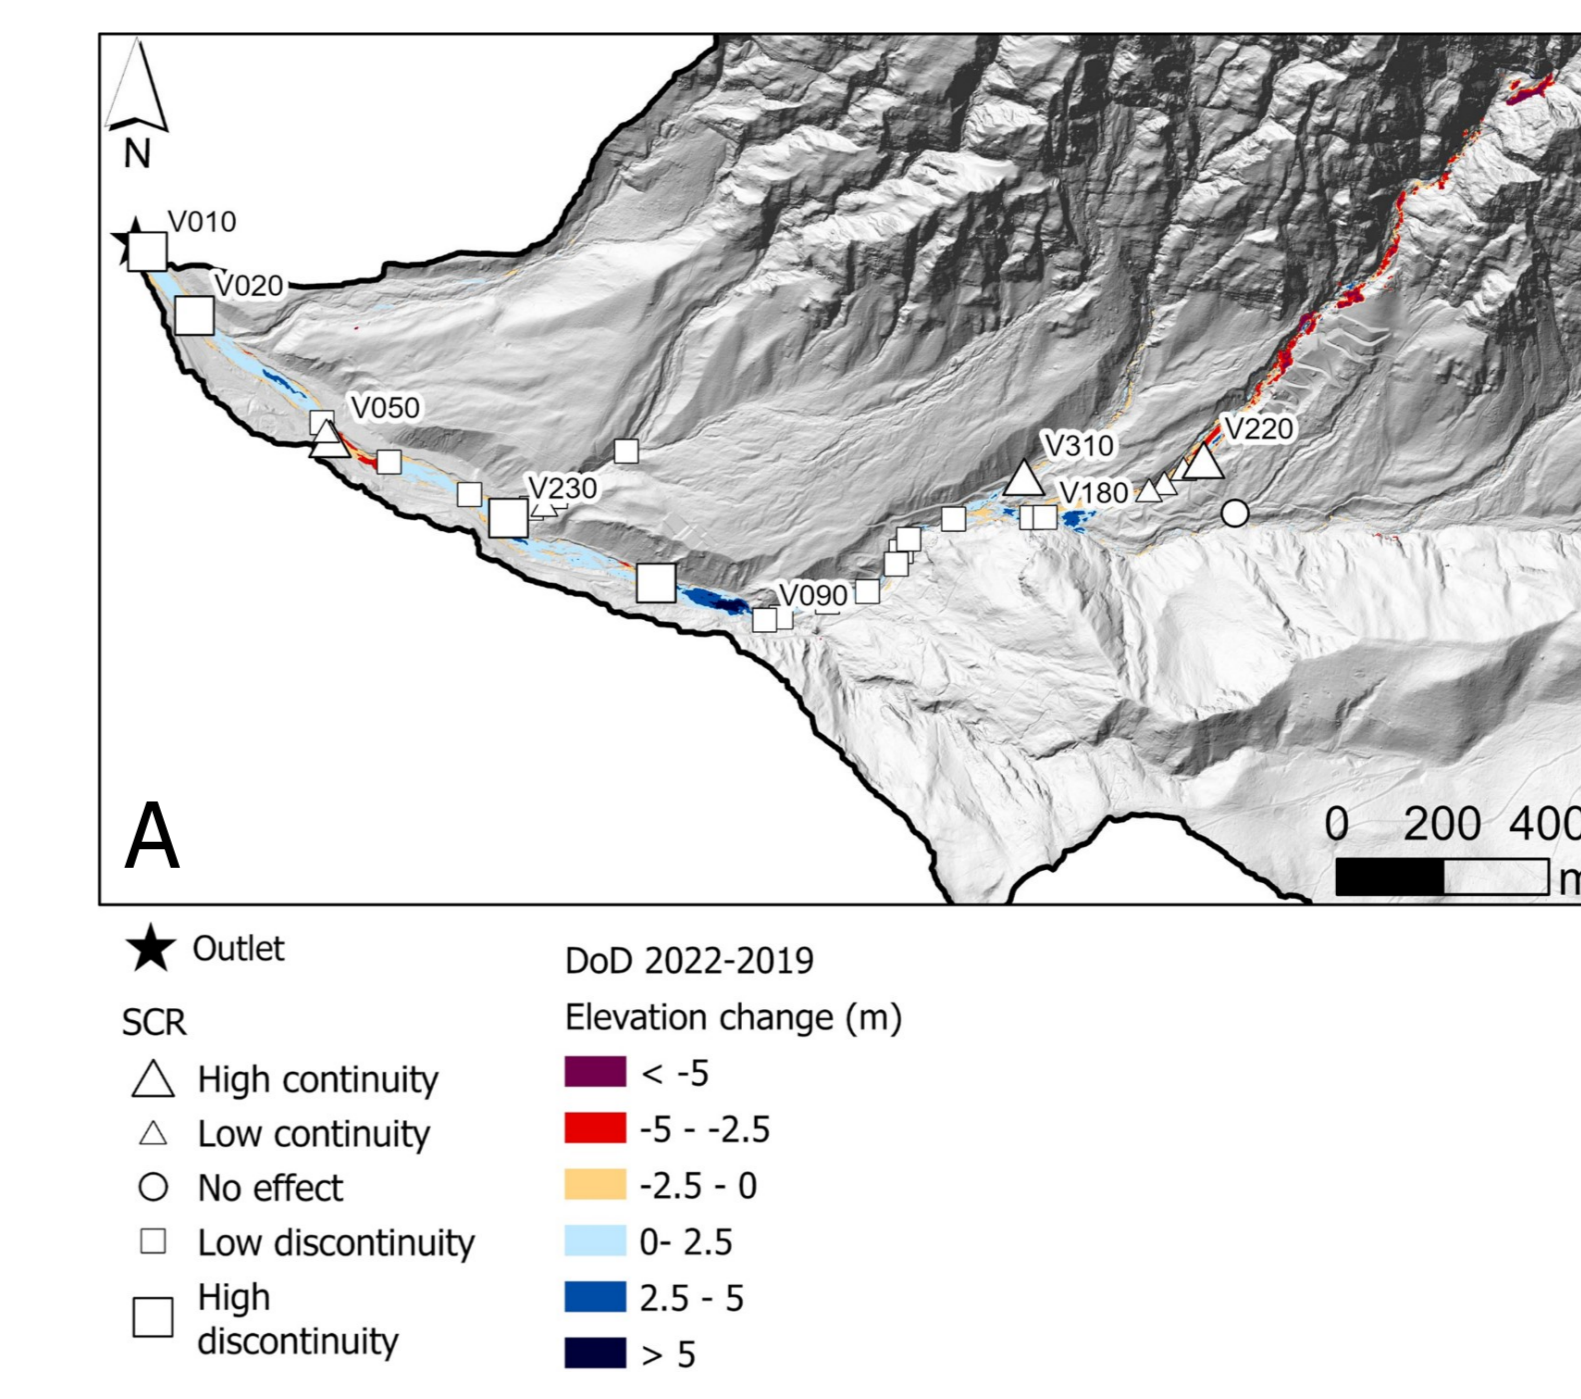 N
V010
V020
V050
V230
V310
V220
V180
V090
A
0 200 400
m
Outlet
SCR
High continuity
Low continuity
No effect
Low discontinuity
High
discontinuity
DoD 2022-2019
Elevation change (m)
< -5
-5 - -2.5
-2.5 - 0
0- 2.5
2.5 - 5
> 5